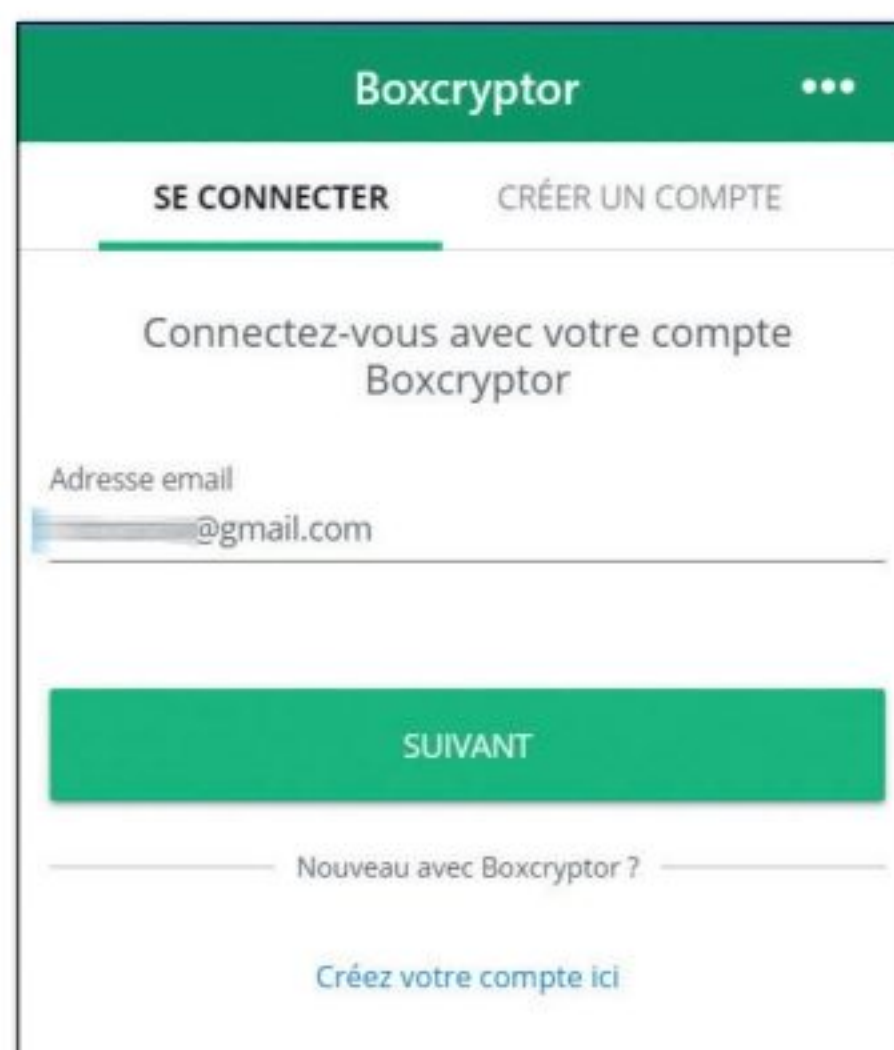 Boxcryptor
SE CONNECTER CRÉER UN COMPTE
Connectez-vous avec votre compte
Boxcryptor
Adresse email
@gmail.com
SUIVANT
Nouveau avec Boxcryptor ?
Créez votre compte ici